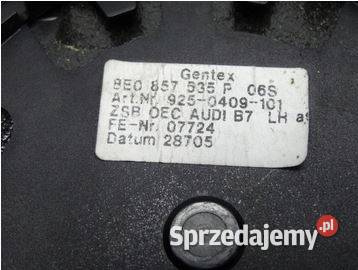 Gentex
8E0 857 535 P 06S
Art.Nr. 925-0409-101
ZSB OEC AUDI B7 LH as
FE-Nr. 07724
Datum 28705
Sprzedajemy
.pl